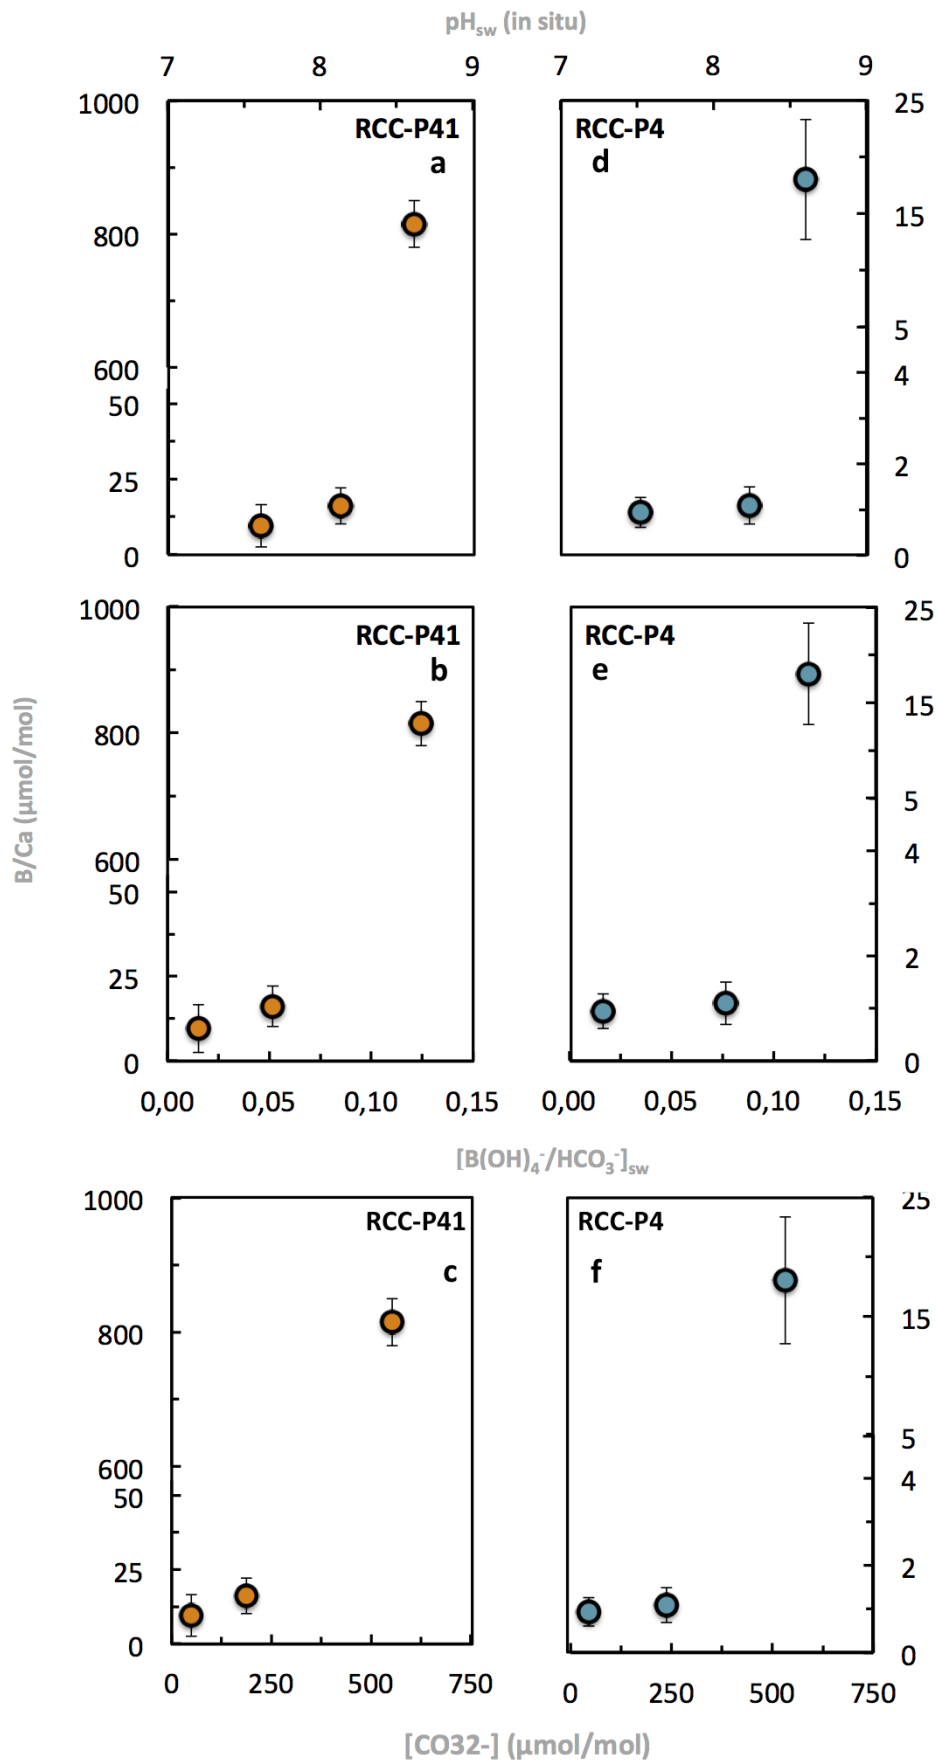 pHsw (in situ)
7 8 9 7 8 9
1000 25
RCC-P41 RCC-P4
a d
800 15
5
600 4
50
25 2
0 0
1000 25
RCC-P41 RCC-P4
b e
800 15
5
600 4
50
25 2
0 0
0,00 0,05 0,10 0,15 0,00 0,05 0,10 0,15
B/Ca (µmol/mol)
[B(OH)4-/HCO3-]sw
1000 25
RCC-P41 RCC-P4
c f
800 15
5
600 4
50
25 2
0 0
0 250 500 750 0 250 500 750
[CO32-] (µmol/mol)